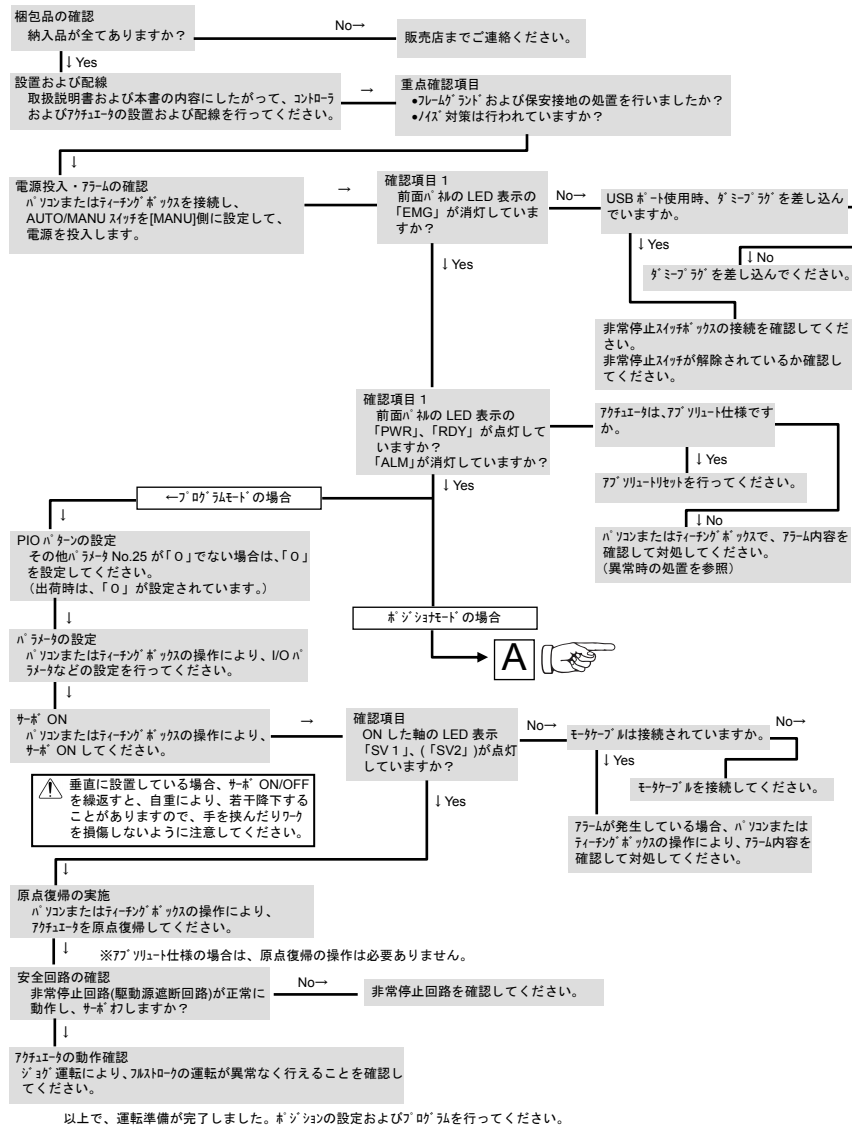 梱包品の確認
納入品が全てありますか？
No→
販売店までご連絡ください。
↓Yes
設置および配線
取扱説明書および本書の内容にしたがって、ｺﾝﾄﾛｰﾗ
およびｱｸﾁｭｴｰﾀの設置および配線を行ってください。
→
重点確認項目
•ﾌﾚｰﾑｸﾞﾗﾝﾄﾞおよび保安接地の処置を行いましたか？
•ﾉｲｽﾞ対策は行われていますか？
↓
電源投入・ｱﾗｰﾑの確認
ﾊﾟｿｺﾝまたはﾃｨｰﾁﾝｸﾞﾎﾞｯｸｽを接続し、
AUTO/MANU ｽｲｯﾁを[MANU]側に設定して、
電源を投入します。
→
確認項目 1
前面ﾊﾟﾈﾙの LED 表示の
「EMG」が消灯していま
すか？
No→
USB ﾎﾟｰﾄ使用時、ﾀﾞﾐｰﾌﾟﾗｸﾞを差し込ん
でいますか。
↓Yes
↓No
ﾀﾞﾐｰﾌﾟﾗｸﾞを差し込んでください。
↓Yes
非常停止ｽｲｯﾁﾎﾞｯｸｽの接続を確認してくだ
さい。
非常停止ｽｲｯﾁが解除されているか確認し
てください。
確認項目 1
前面ﾊﾟﾈﾙの LED 表示の
「PWR」、「RDY」が点灯して
いますか？
「ALM」が消灯していますか？
ｱｸﾁｭｴｰﾀは、ｱﾌﾞｿﾘｭｰﾄ仕様です
か。
↓Yes
ｱﾌﾞｿﾘｭｰﾄﾘｾｯﾄを行ってください。
↓No
ﾊﾟｿｺﾝまたはﾃｨｰﾁﾝｸﾞﾎﾞｯｸｽで、ｱﾗｰﾑ内容を
確認して対処してください。
(異常時の処置を参照)
↓Yes
←ﾌﾟﾛｸﾞﾗﾑﾓｰﾄﾞの場合
↓
PIO ﾊﾟﾀｰﾝの設定
その他ﾊﾟﾗﾒｰﾀ No.25 が「０」でない場合は、「０」
を設定してください。
(出荷時は、「０」が設定されています。)
ﾎﾟｼﾞｼｮﾅﾓｰﾄﾞの場合
A
↓
ﾊﾟﾗﾒｰﾀの設定
ﾊﾟｿｺﾝまたはﾃｨｰﾁﾝｸﾞﾎﾞｯｸｽの操作により、I/O ﾊﾟ
ﾗﾒｰﾀなどの設定を行ってください。
↓
ｻｰﾎﾞ ON
ﾊﾟｿｺﾝまたはﾃｨｰﾁﾝｸﾞﾎﾞｯｸｽの操作により、
ｻｰﾎﾞ ON してください。
→
確認項目
ON した軸の LED 表示
「SV１」、(「SV2」)が点灯
していますか？
No→
ﾓｰﾀｹｰﾌﾞﾙは接続されていますか。
No→
↓Yes
ﾓｰﾀｹｰﾌﾞﾙを接続してください。
ｱﾗｰﾑが発生している場合、ﾊﾟｿｺﾝまたは
ﾃｨｰﾁﾝｸﾞﾎﾞｯｸｽの操作により、ｱﾗｰﾑ内容を
確認して対処してください。
垂直に設置している場合、ｻｰﾎﾞ ON/OFF
を繰返すと、自重により、若干降下する
ことがありますので、手を挟んだりﾜｰｸ
を損傷しないように注意してください。
↓Yes
↓
原点復帰の実施
ﾊﾟｿｺﾝまたはﾃｨｰﾁﾝｸﾞﾎﾞｯｸｽの操作により、
ｱｸﾁｭｴｰﾀを原点復帰してください。
↓
※ｱﾌﾞｿﾘｭｰﾄ仕様の場合は、原点復帰の操作は必要ありません。
安全回路の確認
非常停止回路(駆動源遮断回路)が正常に
動作し、ｻｰﾎﾞｵﾌしますか？
No→
非常停止回路を確認してください。
↓
ｱｸﾁｭｴｰﾀの動作確認
ｼﾞｮｸﾞ運転により、ﾌﾙｽﾄﾛｰｸの運転が異常なく行えることを確認し
てください。
以上で、運転準備が完了しました。ﾎﾟｼﾞｼｮﾝの設定およびﾌﾟﾛｸﾞﾗﾑを行ってください。